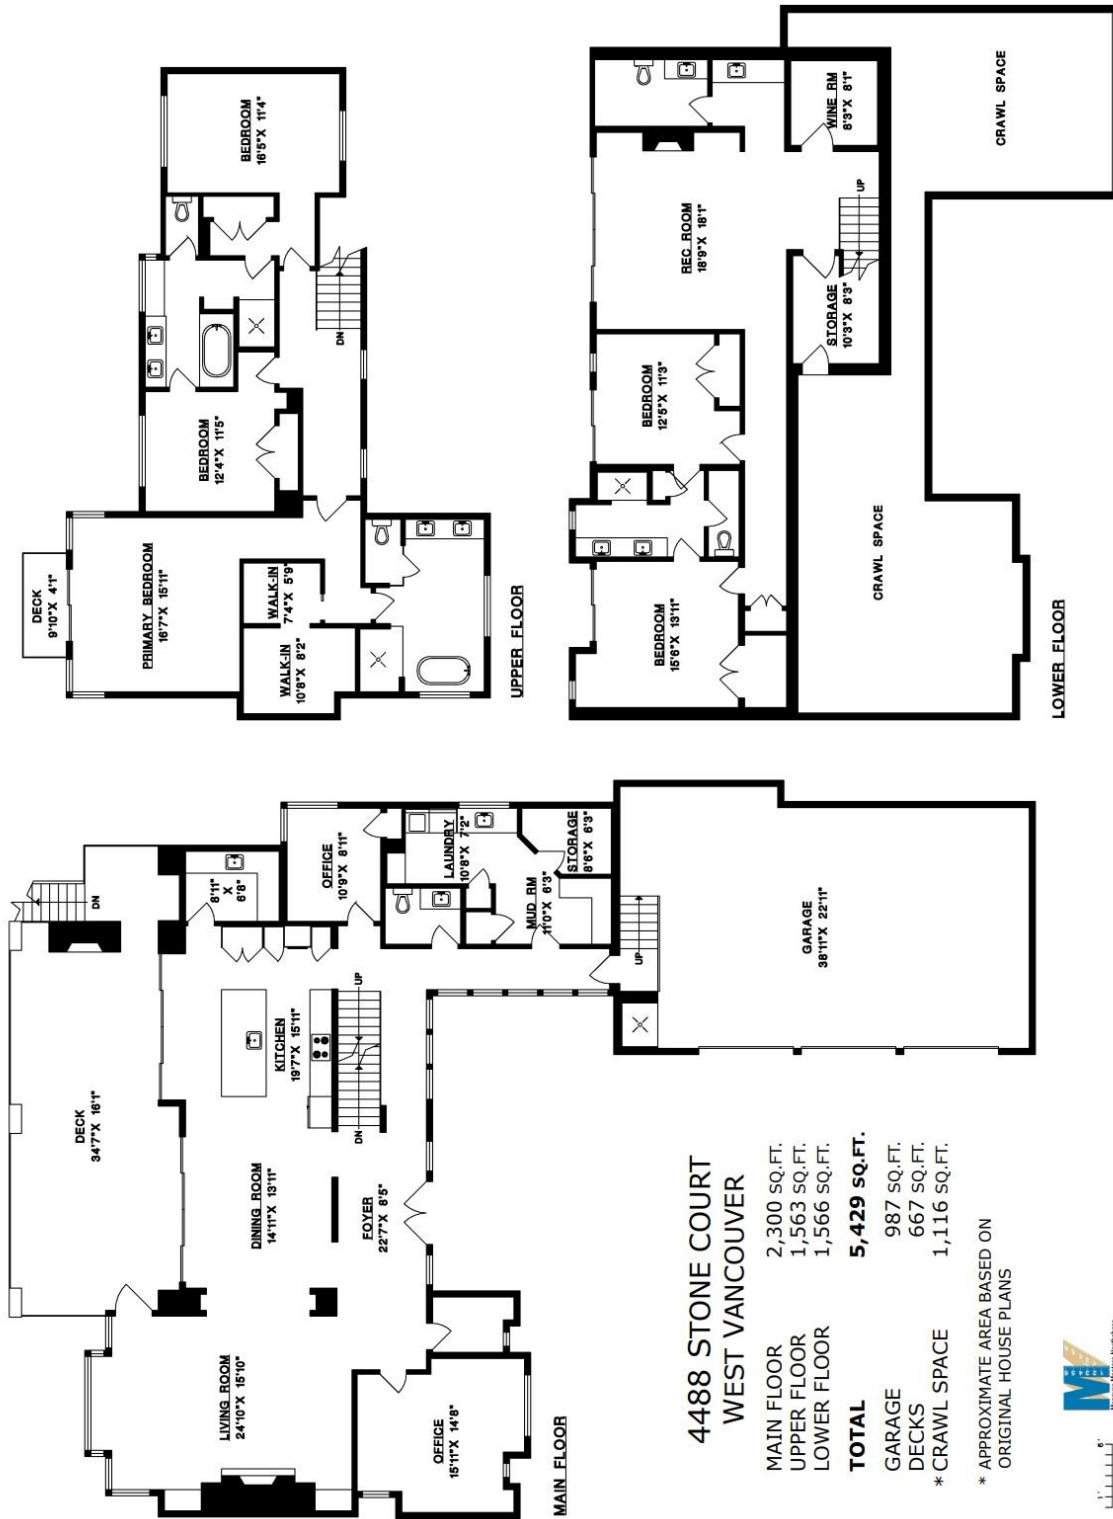 DECK
34'7"X 16'1"
DN
8'11"
X
6'8"
LIVING ROOM
24'10"X 15'10"
DINING ROOM
14'11"X 13'11"
KITCHEN
19'7"X 15'11"
OFFICE
10'9"X 8'11"
FOYER
22'7"X 8'5"
DN
UP
LAUNDRY
10'8"X 7'2"
MUD RM
11'0"X 6'3"
STORAGE
8'6"X 6'3"
OFFICE
15'11"X 14'8"
UP
GARAGE
38'11"X 22'11"
MAIN FLOOR
DECK
9'10"X 4'1"
PRIMARY BEDROOM
16'7"X 15'11"
BEDROOM
12'4"X 11'5"
BEDROOM
16'5"X 11'4"
WALK-IN
7'4"X 5'9"
WALK-IN
10'8"X 8'2"
DN
UPPER FLOOR
BEDROOM
15'6"X 13'11"
BEDROOM
12'5"X 11'3"
REC ROOM
18'9"X 18'1"
WINE RM
8'3"X 8'1"
STORAGE
10'3"X 8'3"
UP
CRAWL SPACE
CRAWL SPACE
LOWER FLOOR
4488 STONE COURT
WEST VANCOUVER
MAIN FLOOR 2,300 SQ.FT.
UPPER FLOOR 1,563 SQ.FT.
LOWER FLOOR 1,566 SQ.FT.
TOTAL 5,429 SQ.FT.
GARAGE 987 SQ.FT.
DECKS 667 SQ.FT.
* CRAWL SPACE 1,116 SQ.FT.
* APPROXIMATE AREA BASED ON
ORIGINAL HOUSE PLANS